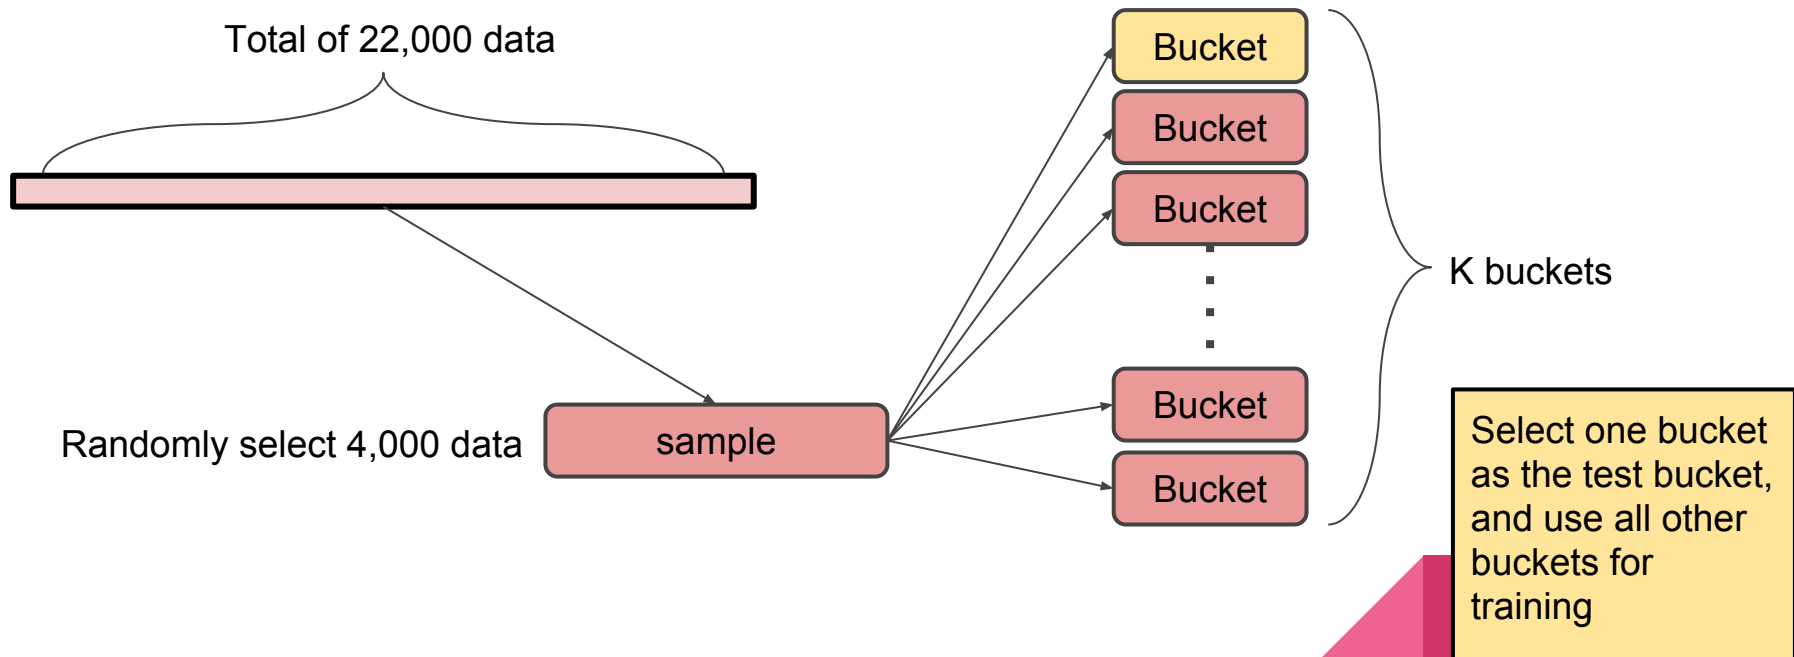 Total of 22,000 data
Bucket
Bucket
Bucket
K buckets
Bucket
Randomly select 4,000 data
sample
Bucket
Select one bucket
as the test bucket,
and use all other
buckets for
training